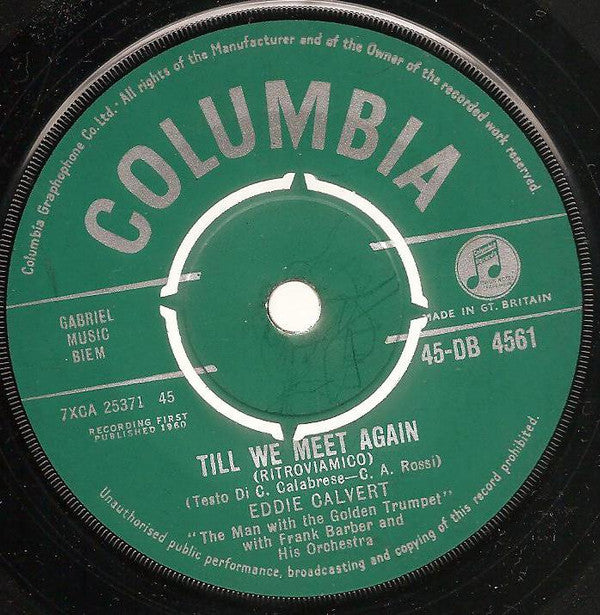 Columbia Graphophone Co. Ltd. · All rights of the Manufacturer and of the Owner of the recorded work reserved.
COLUMBIA
MADE IN GT. BRITAIN
GABRIEL
MUSIC
BIEM
45-DB 4561
7XCA 25371 45
RECORDING FIRST
PUBLISHED 1960
TILL WE MEET AGAIN
(RITROVIAMICO)
(Testo Di C. Calabrese—C. A. Rossi)
EDDIE CALVERT
"The Man with the Golden Trumpet"
with Frank Barber and
His Orchestra
Unauthorised public performance, broadcasting and copying of this record prohibited.